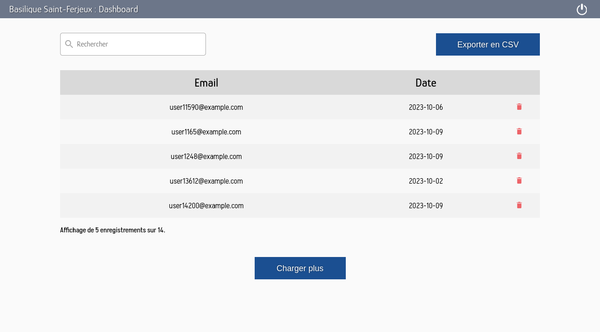 Basilique Saint-Ferjeux : Dashboard
Rechercher
Exporter en CSV
Email Date
user11590@example.com 2023-10-06
user1165@example.com 2023-10-09
user1248@example.com 2023-10-09
user13612@example.com 2023-10-02
user14200@example.com 2023-10-09
Affichage de 5 enregistrements sur 14.
Charger plus